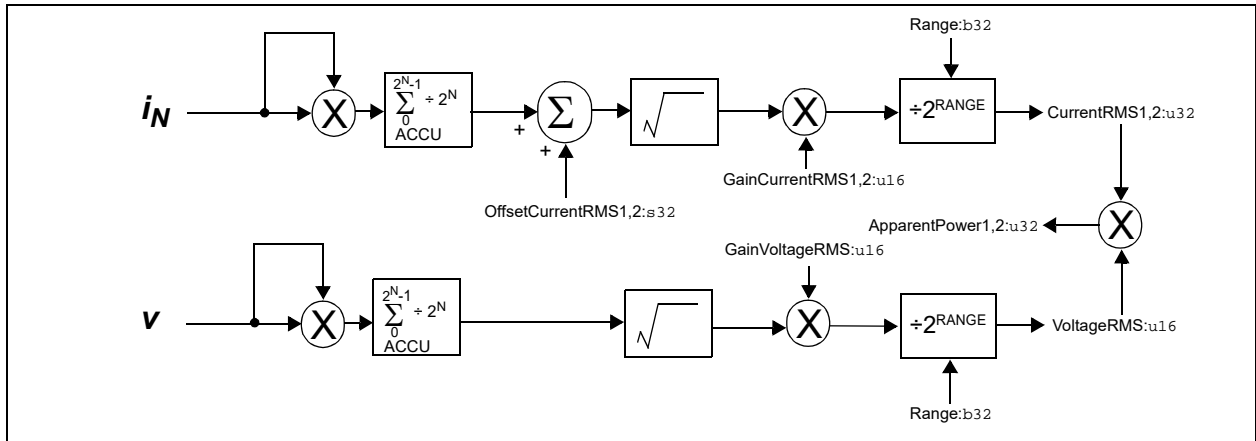 Range:b32
i_N
X
2^N-1
∑ ÷ 2^N
0
ACCU
+
+
Σ
√
X
÷2^RANGE
CurrentRMS1,2:u32
GainCurrentRMS1,2:u16
OffsetCurrentRMS1,2:s32
ApparentPower1,2:u32
X
GainVoltageRMS:u16
v
X
2^N-1
∑ ÷ 2^N
0
ACCU
√
X
÷2^RANGE
VoltageRMS:u16
Range:b32